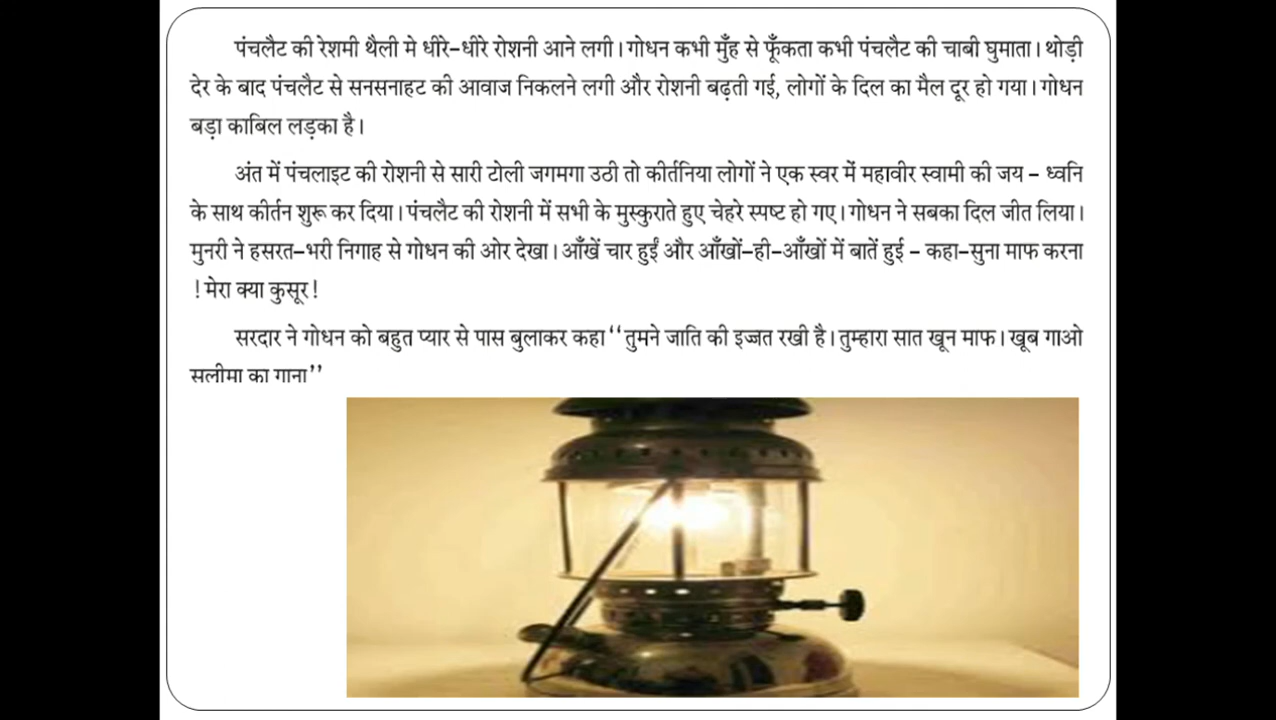 पंचलैट की रेशमी थैली मे धीरे-धीरे रोशनी आने लगी। गोधन कभी मुँह से फूँकता कभी पंचलैट की चाबी घुमाता। थोड़ी
देर के बाद पंचलैट से सनसनाहट की आवाज निकलने लगी और रोशनी बढ़ती गई, लोगों के दिल का मैल दूर हो गया। गोधन
बड़ा काबिल लड़का है।
अंत में पंचलाइट की रोशनी से सारी टोली जगमगा उठी तो कीर्तनिया लोगों ने एक स्वर में महावीर स्वामी की जय - ध्वनि
के साथ कीर्तन शुरू कर दिया। पंचलैट की रोशनी में सभी के मुस्कुराते हुए चेहरे स्पष्ट हो गए। गोधन ने सबका दिल जीत लिया।
मुनरी ने हसरत-भरी निगाह से गोधन की ओर देखा। आँखें चार हुईं और आँखों-ही-आँखों में बातें हुई - कहा-सुना माफ करना
! मेरा क्या कुसूर !
सरदार ने गोधन को बहुत प्यार से पास बुलाकर कहा ‘‘तुमने जाति की इज्जत रखी है। तुम्हारा सात खून माफ। खूब गाओ
सलीमा का गाना’’